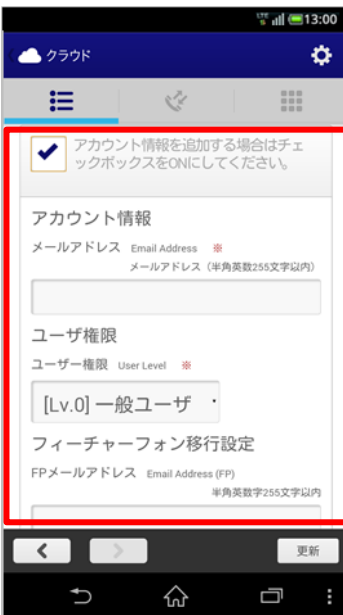 LTE 13:00
クラウド
アカウント情報を追加する場合はチェ
ックボックスをONにしてください。
アカウント情報
メールアドレス Email Address ※
メールアドレス（半角英数255文字以内）
ユーザ権限
ユーザー権限 User Level ※
[Lv.0] 一般ユーザ
フィーチャーフォン移行設定
FPメールアドレス Email Address (FP)
半角英数字255文字以内
更新